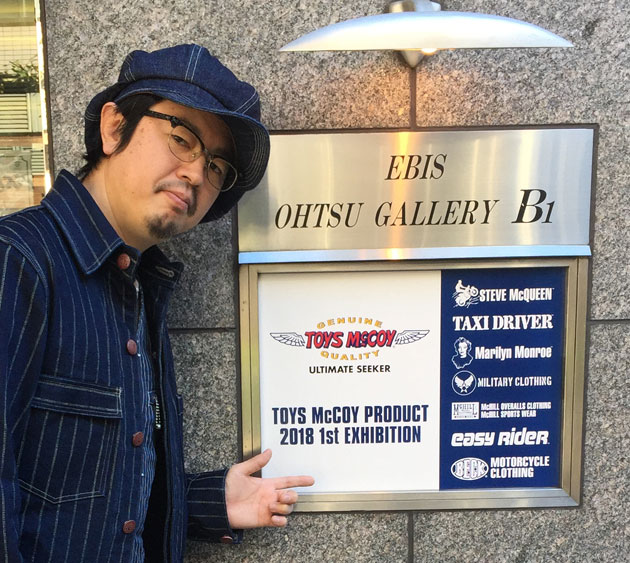 EBIS
OHTSU GALLERY B1
GENUINE
TOYS McCOY
QUALITY
ULTIMATE SEEKER
TOYS McCOY PRODUCT
2018 1st EXHIBITION
STEVE McQUEEN
TAXI DRIVER
Marilyn Monroe
MILITARY CLOTHING
McHILL OVERALLS CLOTHING
McHILL SPORTS WEAR
easy Rider
BECK
MOTORCYCLE
CLOTHING